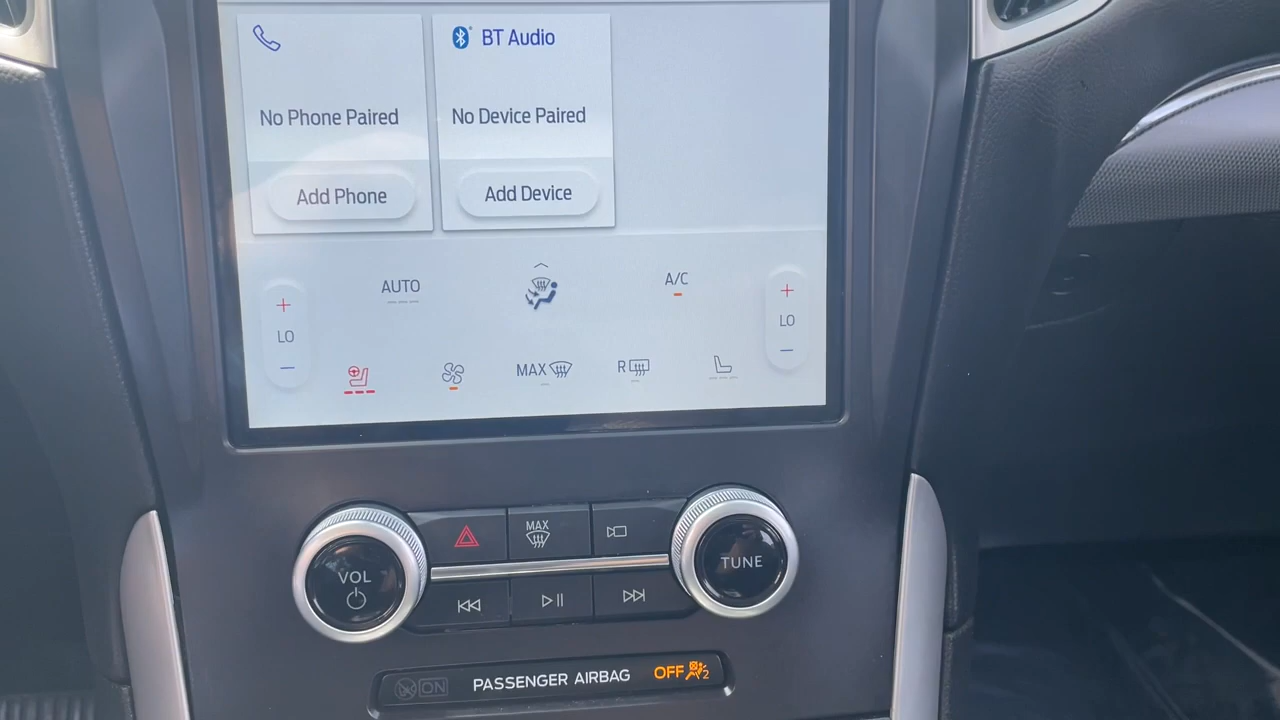 BT Audio
No Phone Paired
No Device Paired
Add Phone
Add Device
AUTO
A/C
LO
LO
MAX
R
MAX
VOL
TUNE
ON
PASSENGER AIRBAG
OFF
2